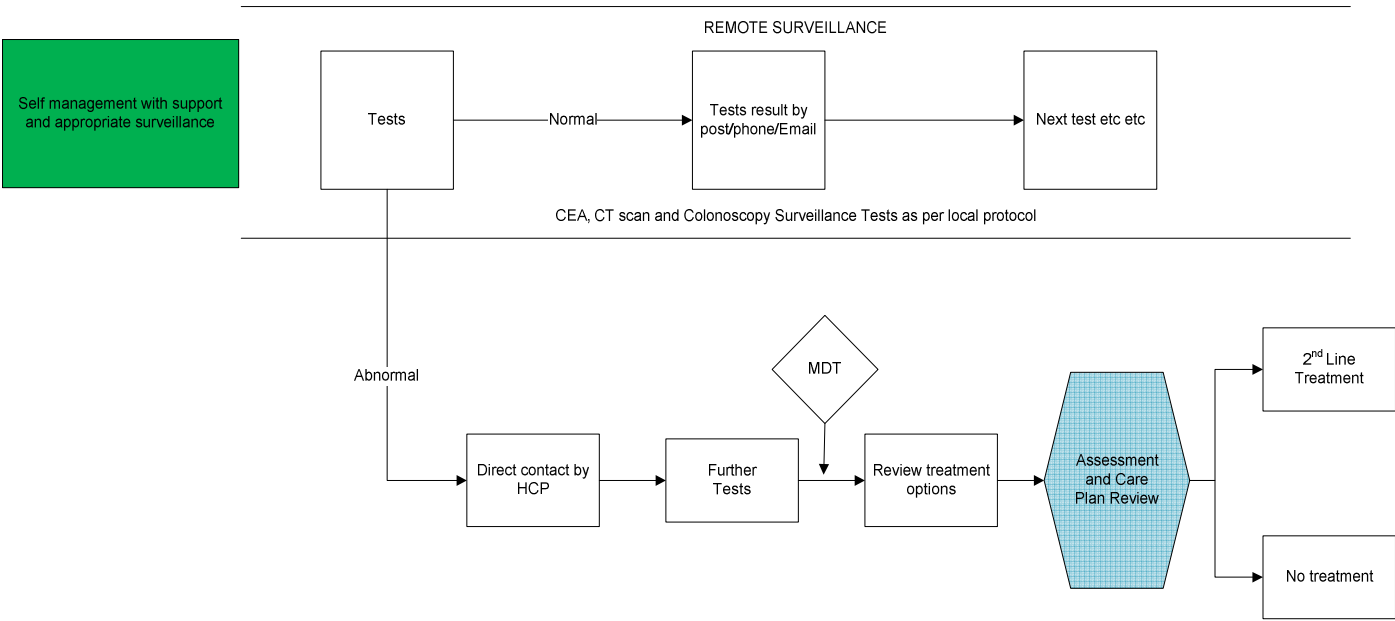 REMOTE SURVEILLANCE
Self management with support
and appropriate surveillance
Tests
Normal
Tests result by
post/phone/Email
Next test etc etc
CEA, CT scan and Colonoscopy Surveillance Tests as per local protocol
Abnormal
MDT
Direct contact by
HCP
Further
Tests
Review treatment
options
Assessment
and Care
Plan Review
2nd Line
Treatment
No treatment